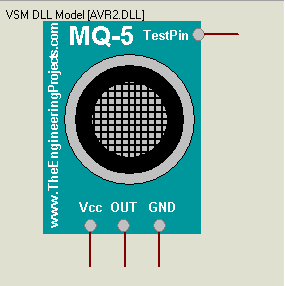 VSM DLL Model [AVR2.DLL]
MQ-5
TestPin
www.TheEngineeringProjects.com
Vcc OUT GND